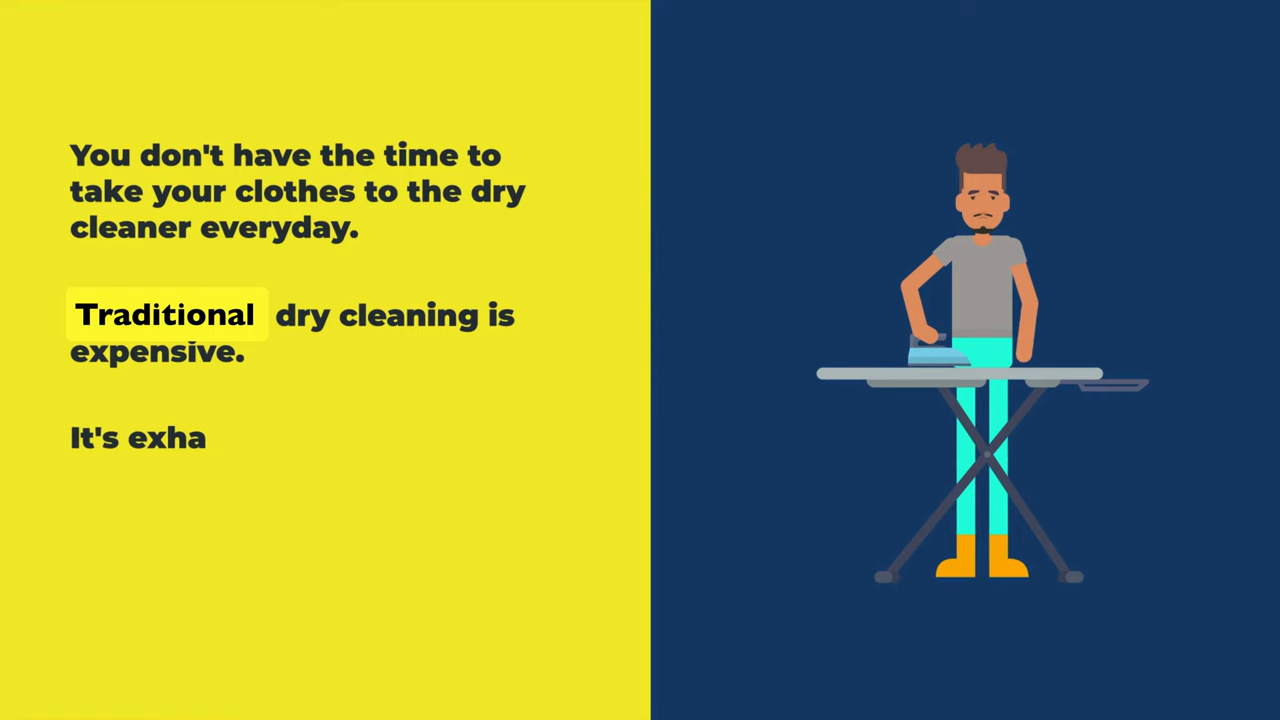 You don't have the time to
take your clothes to the dry
cleaner everyday.
Traditional dry cleaning is
expensive.
It's exha